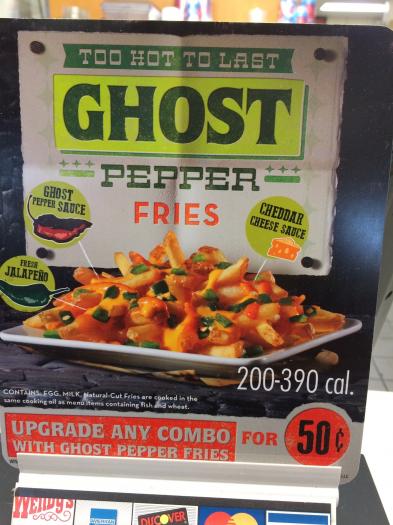 TOO HOT TO LAST
GHOST
PEPPER
FRIES
GHOST
PEPPER SAUCE
CHEDDAR
CHEESE SAUCE
FRESH
JALAPEÑO
200-390 cal.
CONTAINS: EGG, MILK. Natural-Cut Fries are cooked in the
same cooking oil as menu items containing fish and wheat.
UPGRADE ANY COMBO
WITH GHOST PEPPER FRIES
FOR
50¢
Wendy's
AMERICAN
DISCOVER